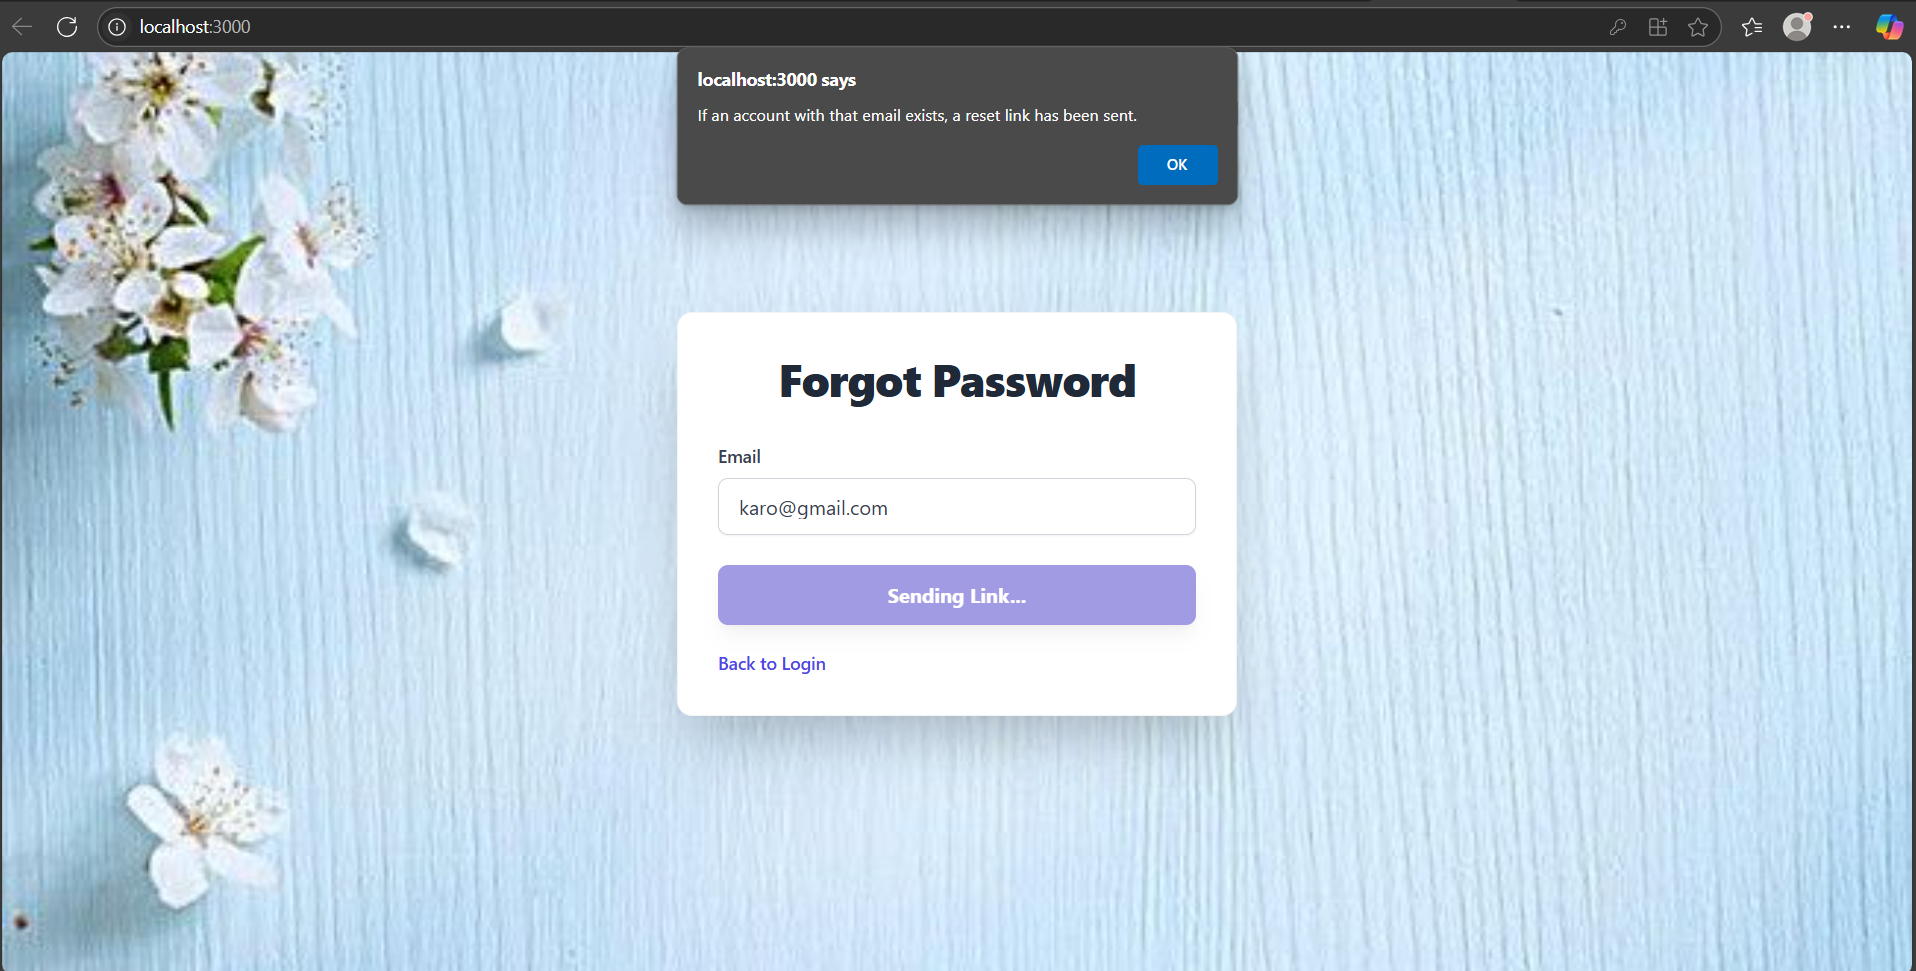 localhost:3000
localhost:3000 says
If an account with that email exists, a reset link has been sent.
OK
Forgot Password
Email
karo@gmail.com
Sending Link...
Back to Login